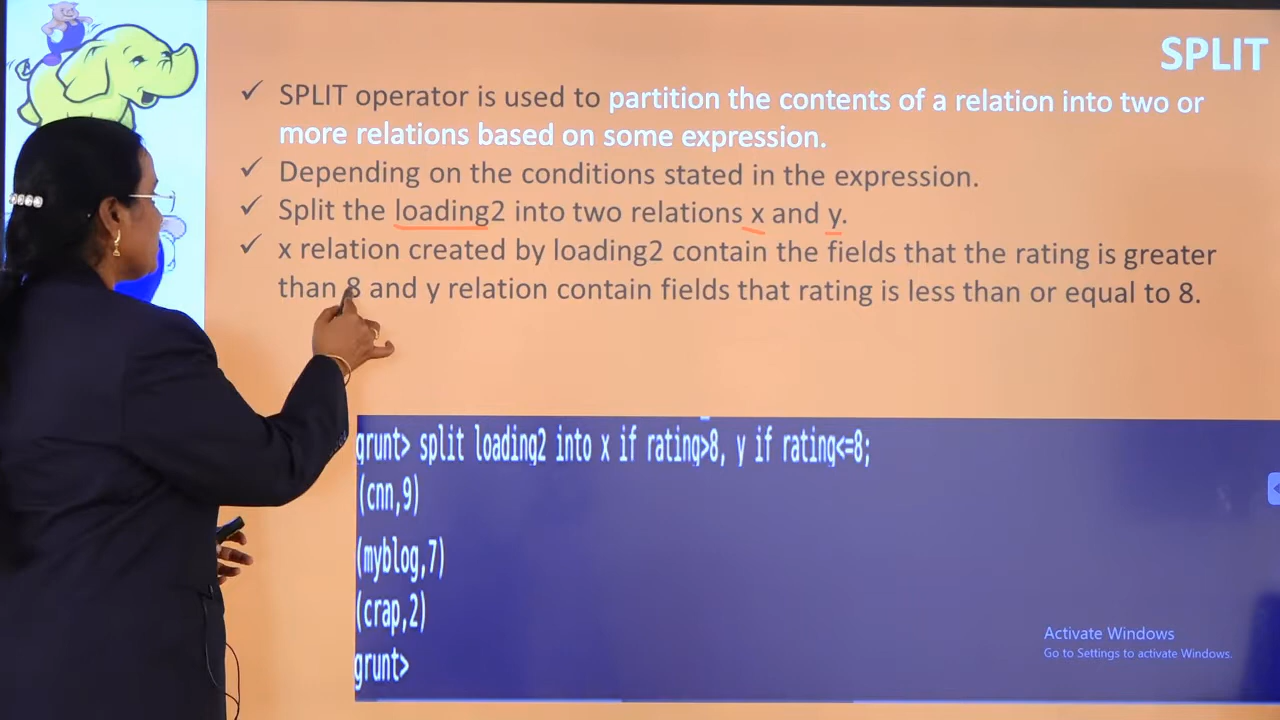 SPLIT
✓ SPLIT operator is used to partition the contents of a relation into two or
more relations based on some expression.
✓ Depending on the conditions stated in the expression.
✓ Split the loading2 into two relations x and y.
✓ x relation created by loading2 contain the fields that the rating is greater
than 8 and y relation contain fields that rating is less than or equal to 8.
grunt> split loading2 into x if rating>8, y if rating<=8;
(cnn,9)
(myblog,7)
(crap,2)
grunt>
Activate Windows
Go to Settings to activate Windows.